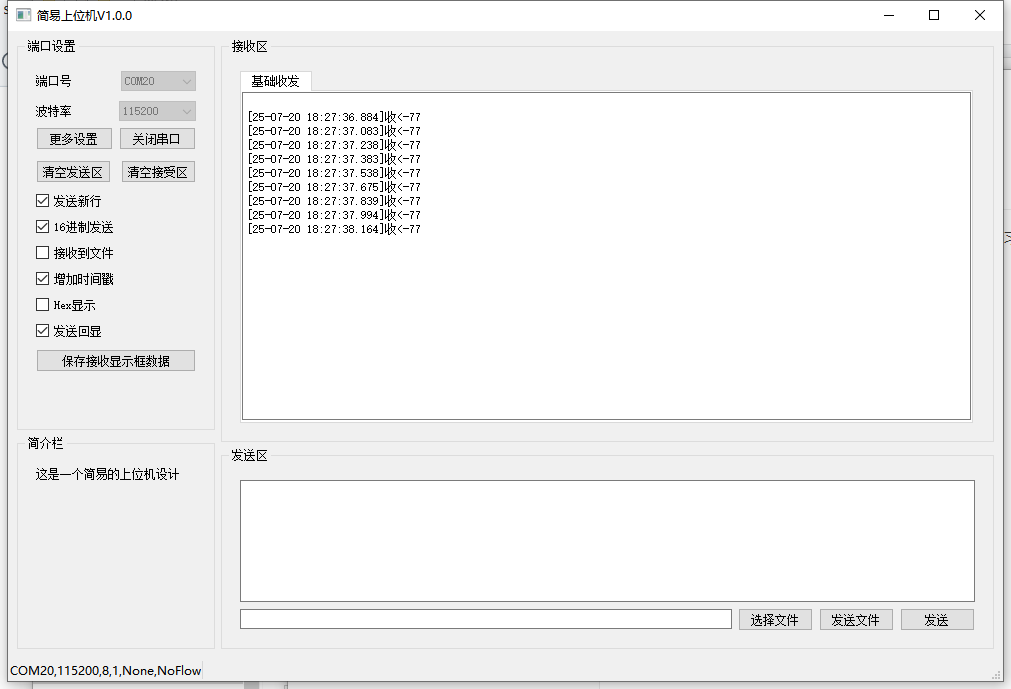 简易上位机V1.0.0
端口设置
端口号 COM20
波特率 115200
更多设置 关闭串口
清空发送区 清空接受区
发送新行
16进制发送
接收到文件
增加时间戳
Hex显示
发送回显
保存接收显示框数据
简介栏
这是一个简易的上位机设计
接收区
基础收发
[25-07-20 18:27:36.884]收<-77
[25-07-20 18:27:37.083]收<-77
[25-07-20 18:27:37.238]收<-77
[25-07-20 18:27:37.383]收<-77
[25-07-20 18:27:37.538]收<-77
[25-07-20 18:27:37.675]收<-77
[25-07-20 18:27:37.839]收<-77
[25-07-20 18:27:37.994]收<-77
[25-07-20 18:27:38.164]收<-77
发送区
选择文件 发送文件 发送
COM20,115200,8,1,None,NoFlow